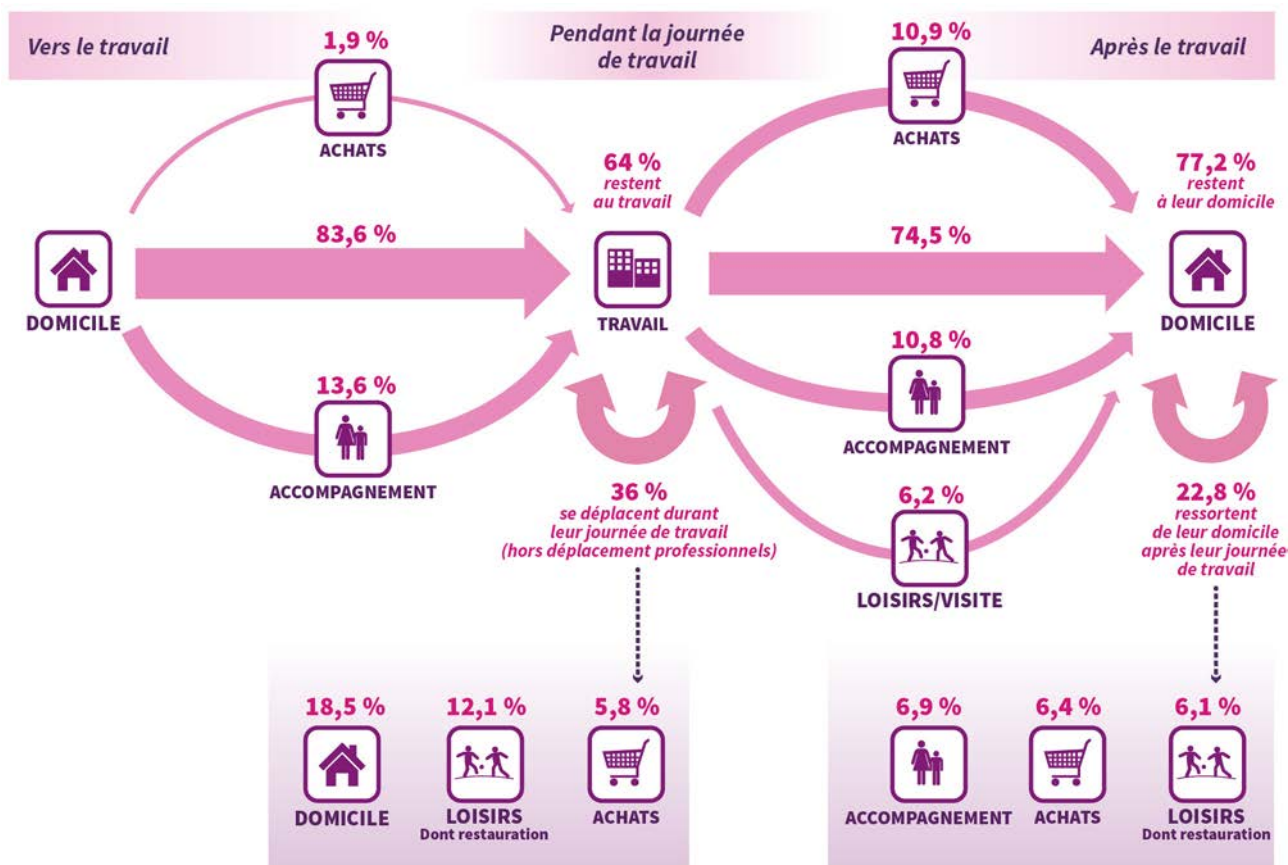 Vers le travail
1,9 %
ACHATS
Pendant la journée
de travail
10,9 %
ACHATS
Après le travail
64 %
restent
au travail
77,2 %
restent
à leur domicile
83,6 %
74,5 %
DOMICILE
TRAVAIL
DOMICILE
13,6 %
ACCOMPAGNEMENT
10,8 %
ACCOMPAGNEMENT
36 %
se déplacent durant
leur journée de travail
(hors déplacement professionnels)
6,2 %
LOISIRS/VISITE
22,8 %
ressortent
de leur domicile
après leur journée
de travail
18,5 %
DOMICILE
12,1 %
LOISIRS
Dont restauration
5,8 %
ACHATS
6,9 %
ACCOMPAGNEMENT
6,4 %
ACHATS
6,1 %
LOISIRS
Dont restauration